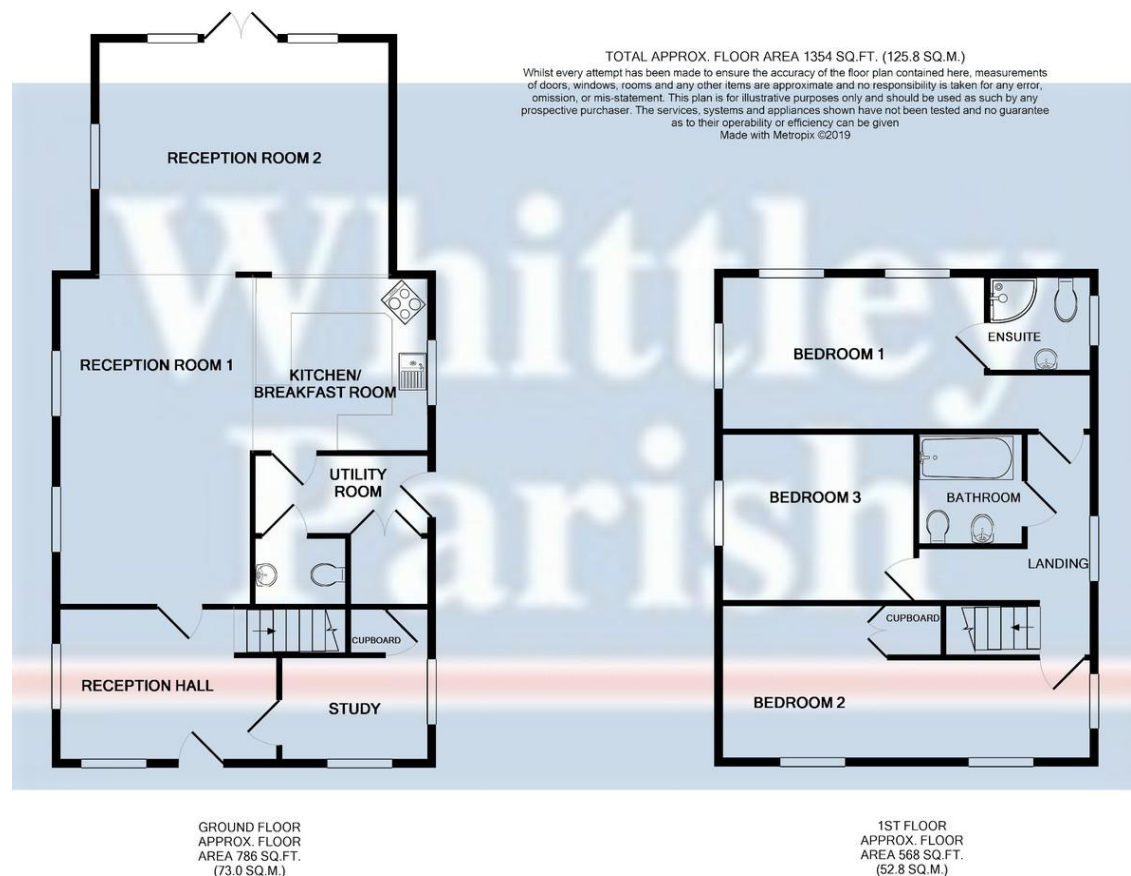 TOTAL APPROX. FLOOR AREA 1354 SQ.FT. (125.8 SQ.M.)
Whilst every attempt has been made to ensure the accuracy of the floor plan contained here, measurements
of doors, windows, rooms and any other items are approximate and no responsibility is taken for any error,
omission, or mis-statement. This plan is for illustrative purposes only and should be used as such by any
prospective purchaser. The services, systems and appliances shown have not been tested and no guarantee
as to their operability or efficiency can be given
Made with Metropix ©2019
Whittley
Parish
RECEPTION ROOM 2
RECEPTION ROOM 1
KITCHEN/
BREAKFAST ROOM
UTILITY
ROOM
CUPBOARD
RECEPTION HALL
STUDY
GROUND FLOOR
APPROX. FLOOR
AREA 786 SQ.FT.
(73.0 SQ.M.)
BEDROOM 1
ENSUITE
BEDROOM 3
BATHROOM
LANDING
CUPBOARD
BEDROOM 2
1ST FLOOR
APPROX. FLOOR
AREA 568 SQ.FT.
(52.8 SQ.M.)